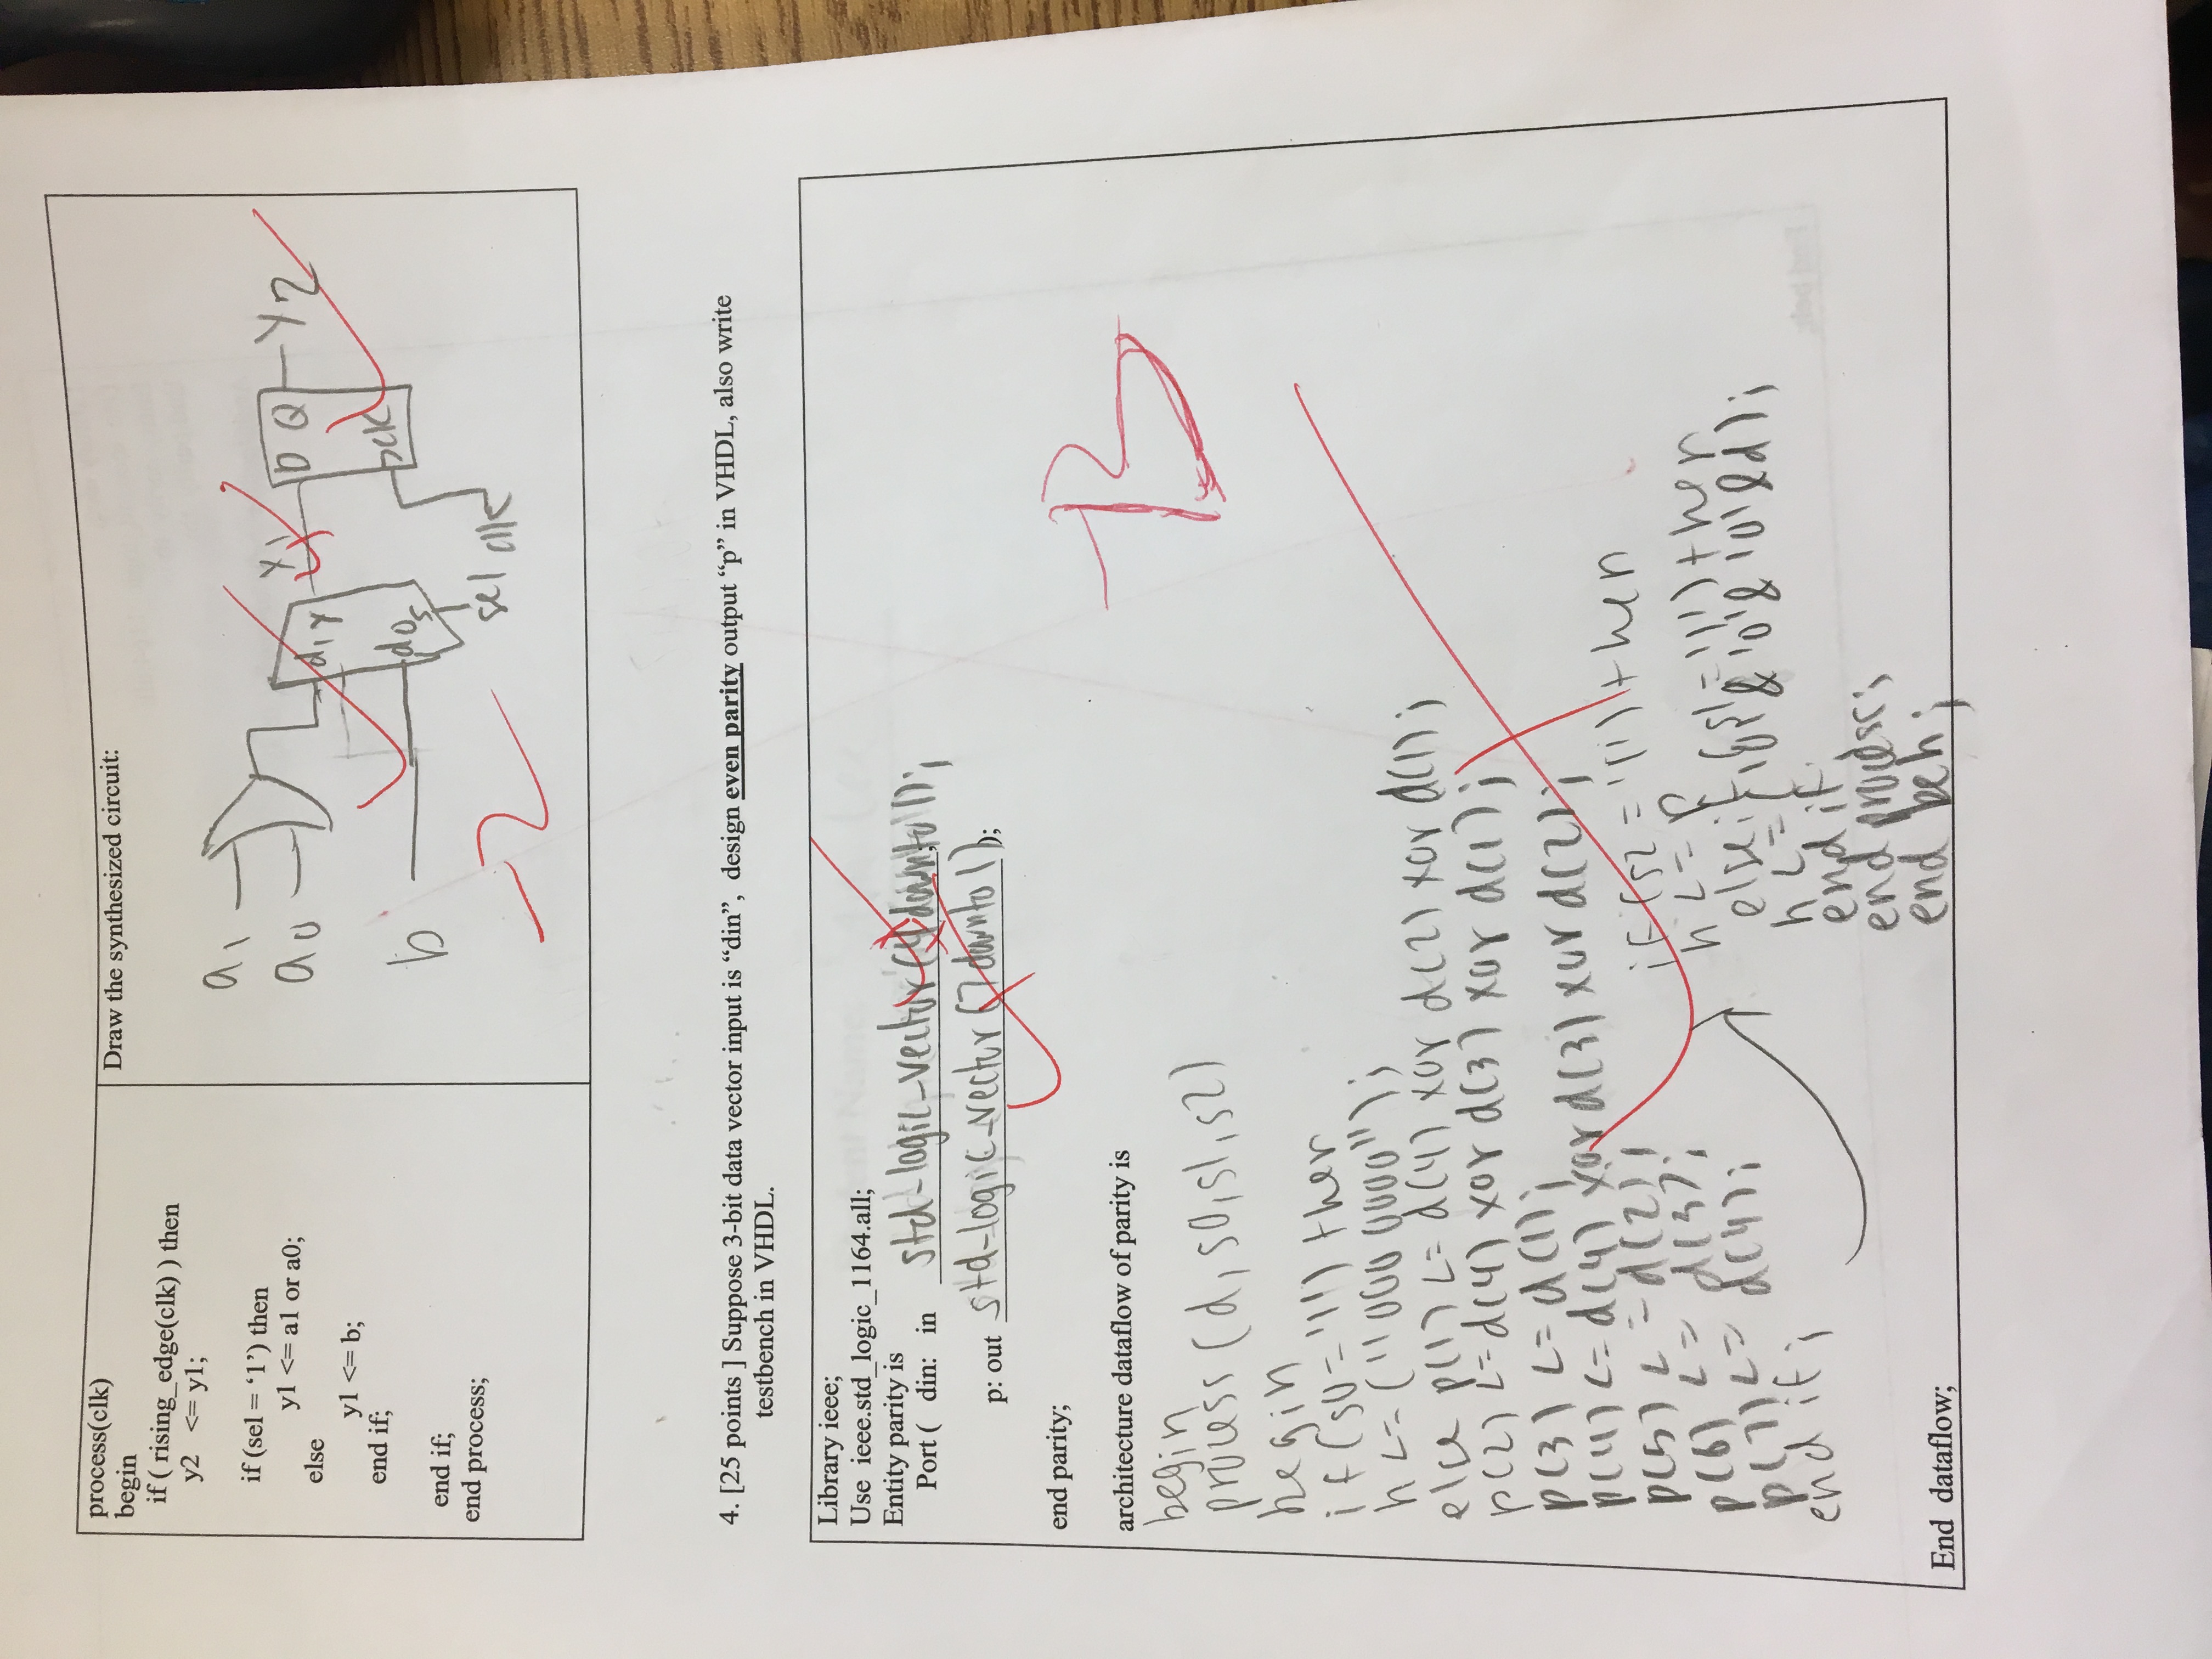 process(clk)
begin
if ( rising_edge(clk) ) then
y2 <= y1;
if (sel = ‘1’) then
y1 <= a1 or a0;
else
y1 <= b;
end if;
end if;
end process;
Draw the synthesized circuit:
a1
a0
b
d1 y
d0 s
sel
y1
D Q
clk
clk
y2
-2
4. [25 points ] Suppose 3-bit data vector input is “din”, design even parity output “p” in VHDL, also write
testbench in VHDL.
Library ieee;
Use ieee.std_logic_1164.all;
Entity parity is
Port ( din: in std-logic-vector(4 downto 1);
p: out std-logic-vector(7 downto 1);
end parity;
architecture dataflow of parity is
begin
process (d, s0, s1, s2)
begin
if (s0='1') then
h <= ("000 0000");
else p(1) <= d(4) xor d(2) xor d(1);
p(2) <= d(4) xor d(3) xor d(1);
p(3) <= d(1);
p(4) <= d(4) xor d(3) xor d(2);
p(5) <= d(2);
p(6) <= d(3);
p(7) <= d(4);
end if;
if (s2 = '1') then
h <= p
elseif (s1='1') then
h <= ('0' & '0' & '0' & d);
end if;
end process;
end beh;
End dataflow;